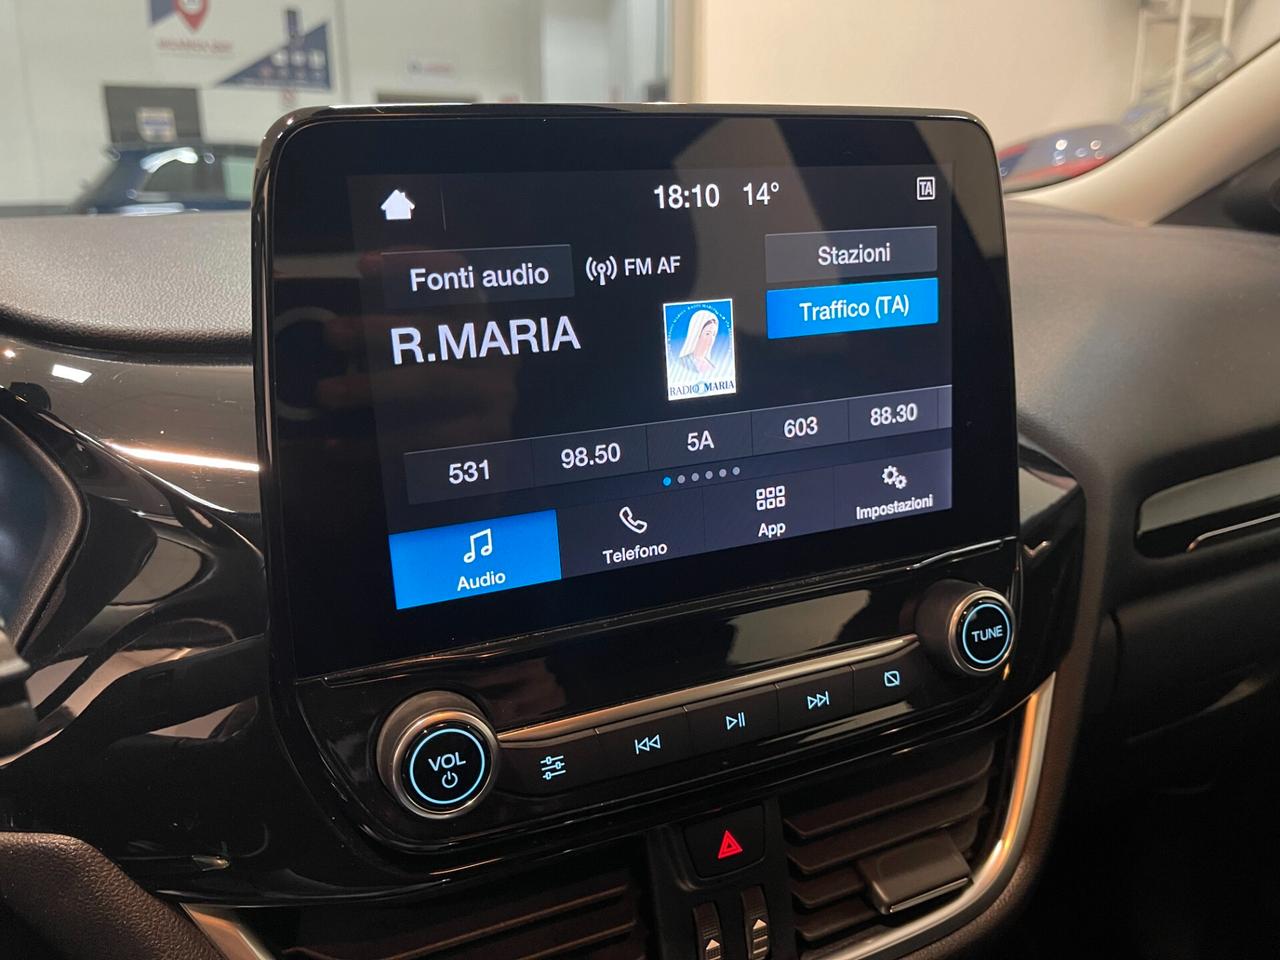 18:10 14°
TA
Fonti audio
FM AF
Stazioni
R.MARIA
Traffico (TA)
RADIO MARIA
531
98.50
5A
603
88.30
Audio
Telefono
App
Impostazioni
VOL
TUNE